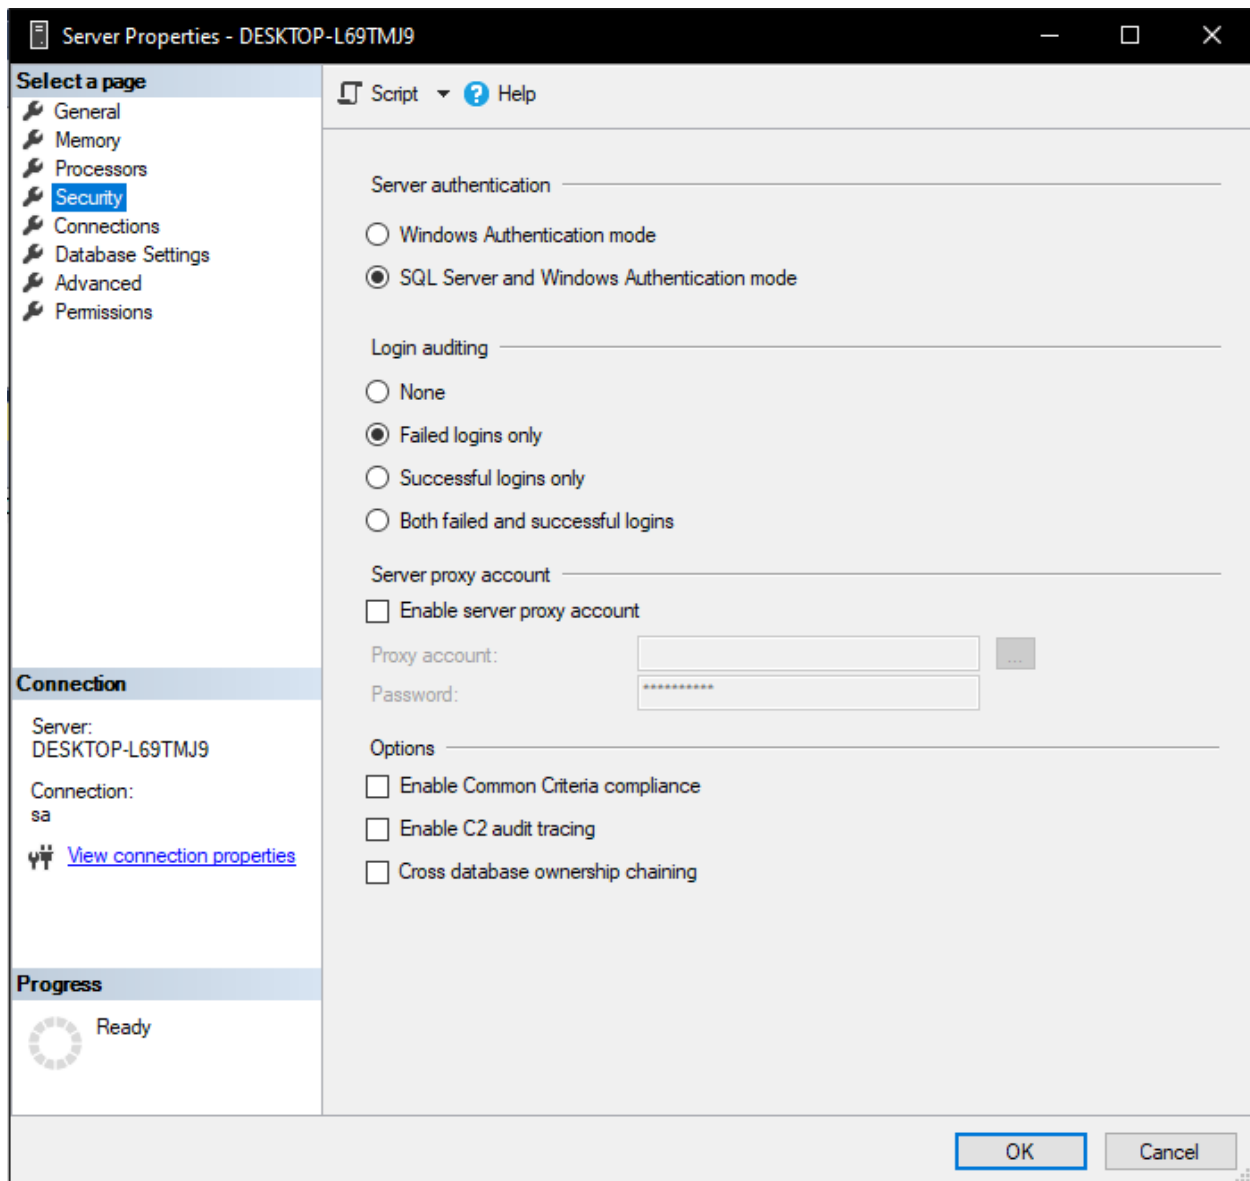 Server Properties - DESKTOP-L69TMJ9
Select a page
General
Memory
Processors
Security
Connections
Database Settings
Advanced
Permissions
Connection
Server:
DESKTOP-L69TMJ9
Connection:
sa
View connection properties
Progress
Ready
Script
Help
Server authentication
Windows Authentication mode
SQL Server and Windows Authentication mode
Login auditing
None
Failed logins only
Successful logins only
Both failed and successful logins
Server proxy account
Enable server proxy account
Proxy account:
...
Password: **********
Options
Enable Common Criteria compliance
Enable C2 audit tracing
Cross database ownership chaining
OK Cancel